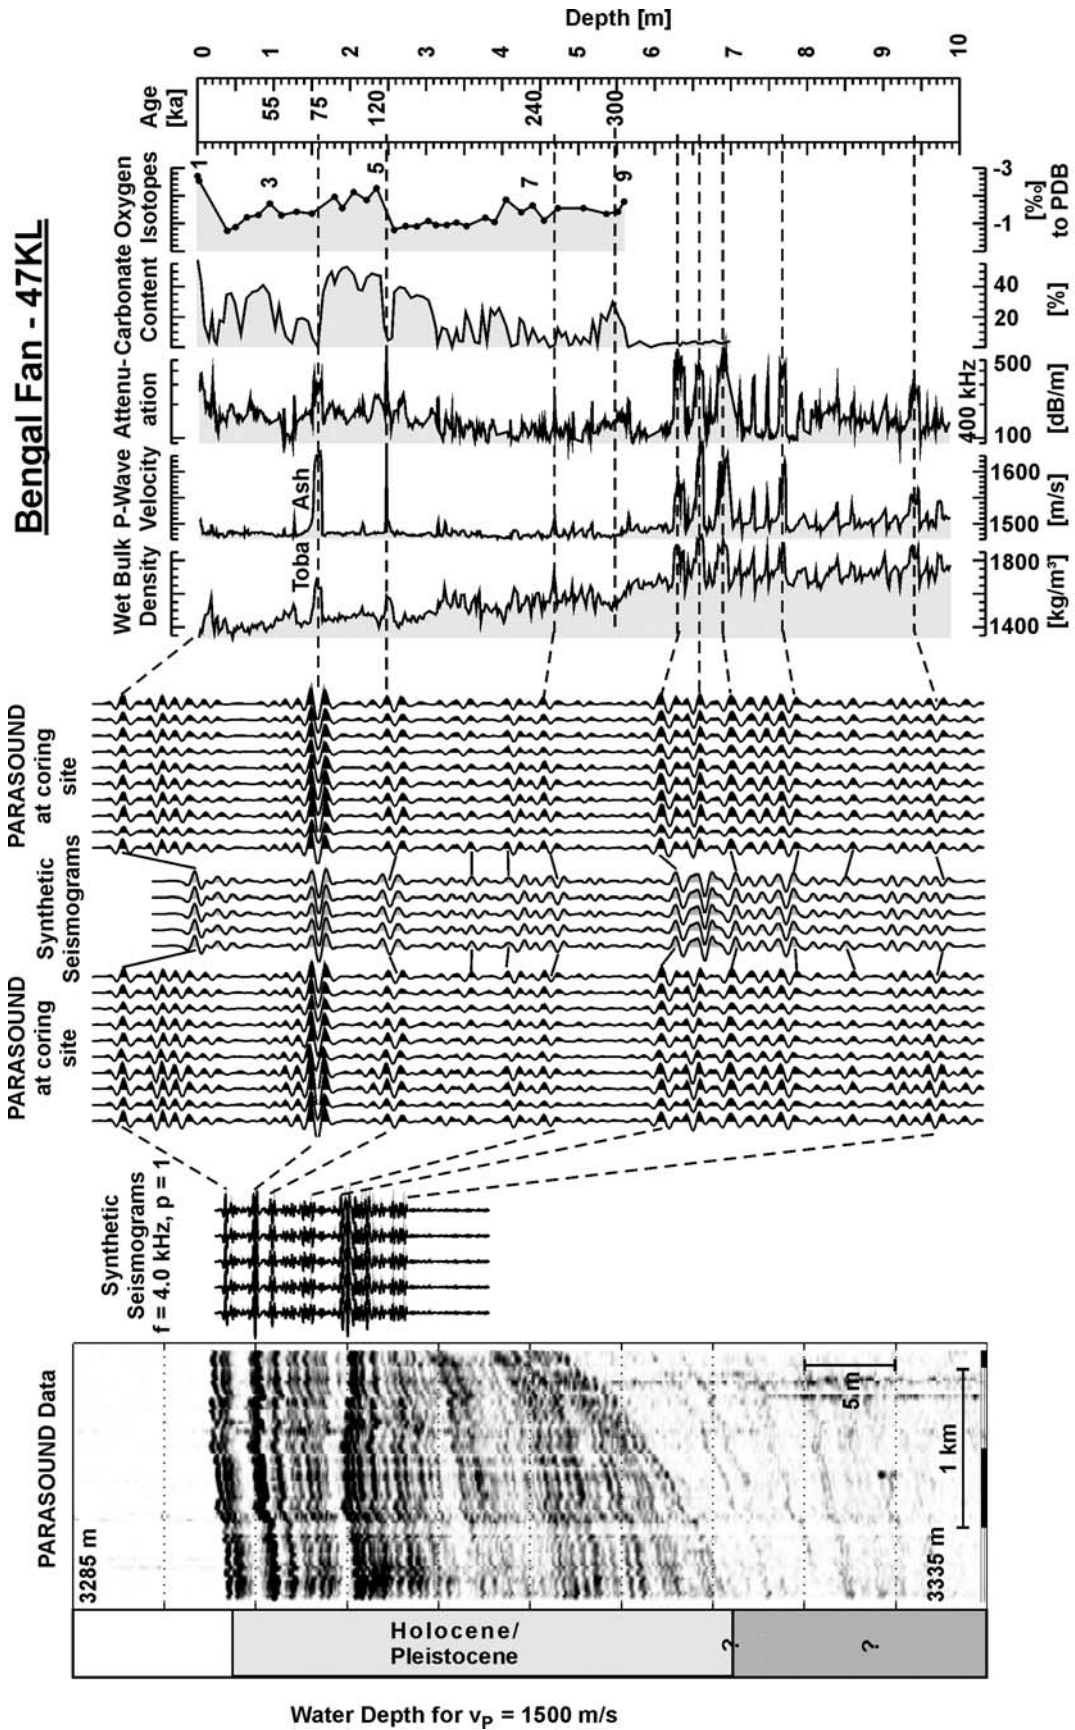 Bengal Fan - 47KL
Depth [m]
0
1
2
3
4
5
6
7
8
9
10
Age
[ka]
55
75
120
240
300
Oxygen
Isotopes
1
3
5
7
9
-3
-1
[‰]
to PDB
Carbonate
Content
40
20
[%]
Attenu-
ation
500
100
400 kHz
[dB/m]
P-Wave
Velocity
Ash
1600
1500
[m/s]
Wet Bulk
Density
Toba
1800
1400
[kg/m³]
PARASOUND
at coring
site
Synthetic
Seismograms
PARASOUND
at coring
site
Synthetic
Seismograms
f = 4.0 kHz, p = 1
PARASOUND Data
3285 m
5 m
1 km
3335 m
Holocene/
Pleistocene
?
?
Water Depth for vP = 1500 m/s